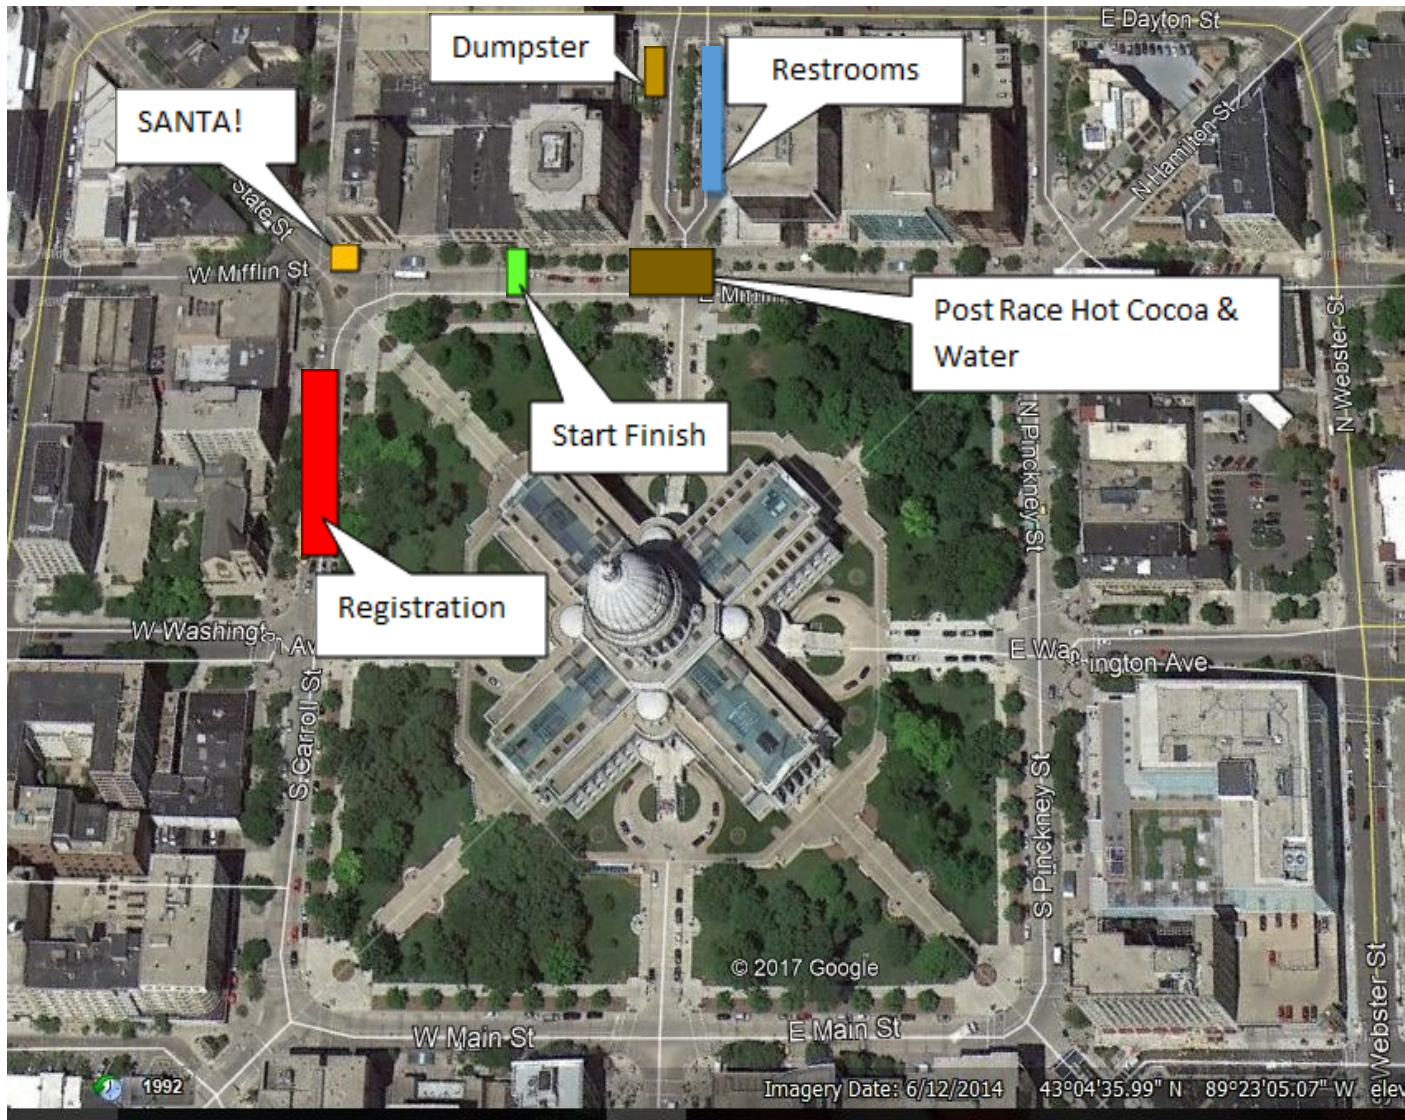 E Dayton St
Dumpster
Restrooms
SANTA!
N Hamilton St
State St
W Mifflin St
E Mifflin
Post Race Hot Cocoa &
Water
N Webster St
Start Finish
N Pinckney St
Registration
W Washington Av
E Washington Ave
S Carroll St
S Pinckney St
© 2017 Google
W Main St
E Main St
S Webster St
1992
Imagery Date: 6/12/2014 43°04'35.99" N 89°23'05.07" W elev